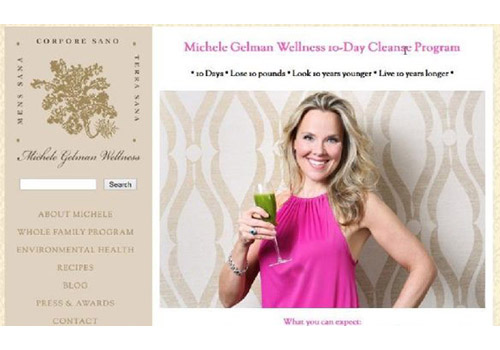 CORPORE SANO
MENS SANA
TERRA SANA
Michele Gelman Wellness
Search
ABOUT MICHELE
WHOLE FAMILY PROGRAM
ENVIRONMENTAL HEALTH
RECIPES
BLOG
PRESS & AWARDS
CONTACT
Michele Gelman Wellness 10-Day Cleanse Program
• 10 Days • Lose 10 pounds • Look 10 years younger • Live 10 years longer •
What you can expect: